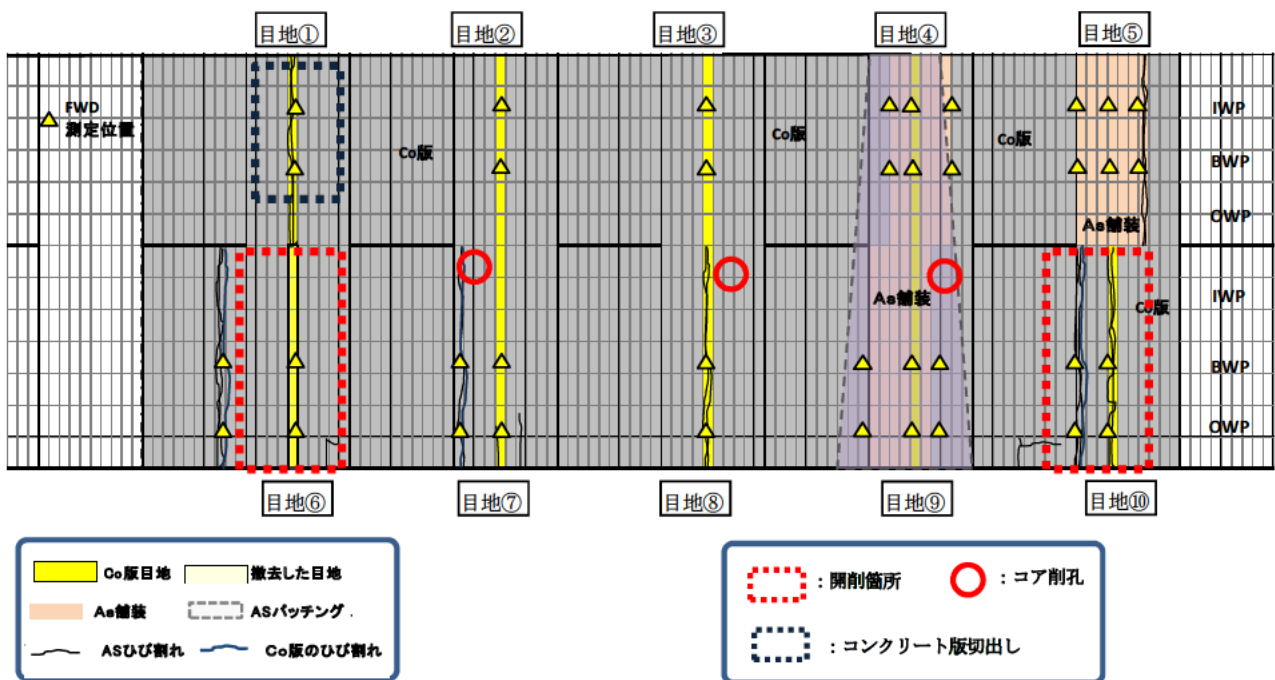 目地①
目地②
目地③
目地④
目地⑤
FWD
測定位置
Co版
Co版
Co版
IWP
BWP
OWP
As舗装
As舗装
Co版
IWP
BWP
OWP
目地⑥
目地⑦
目地⑧
目地⑨
目地⑩
Co版目地
撤去した目地
As舗装
ASパッチング
ASひび割れ
Co版のひび割れ
：開削箇所
：コア削孔
：コンクリート版切出し